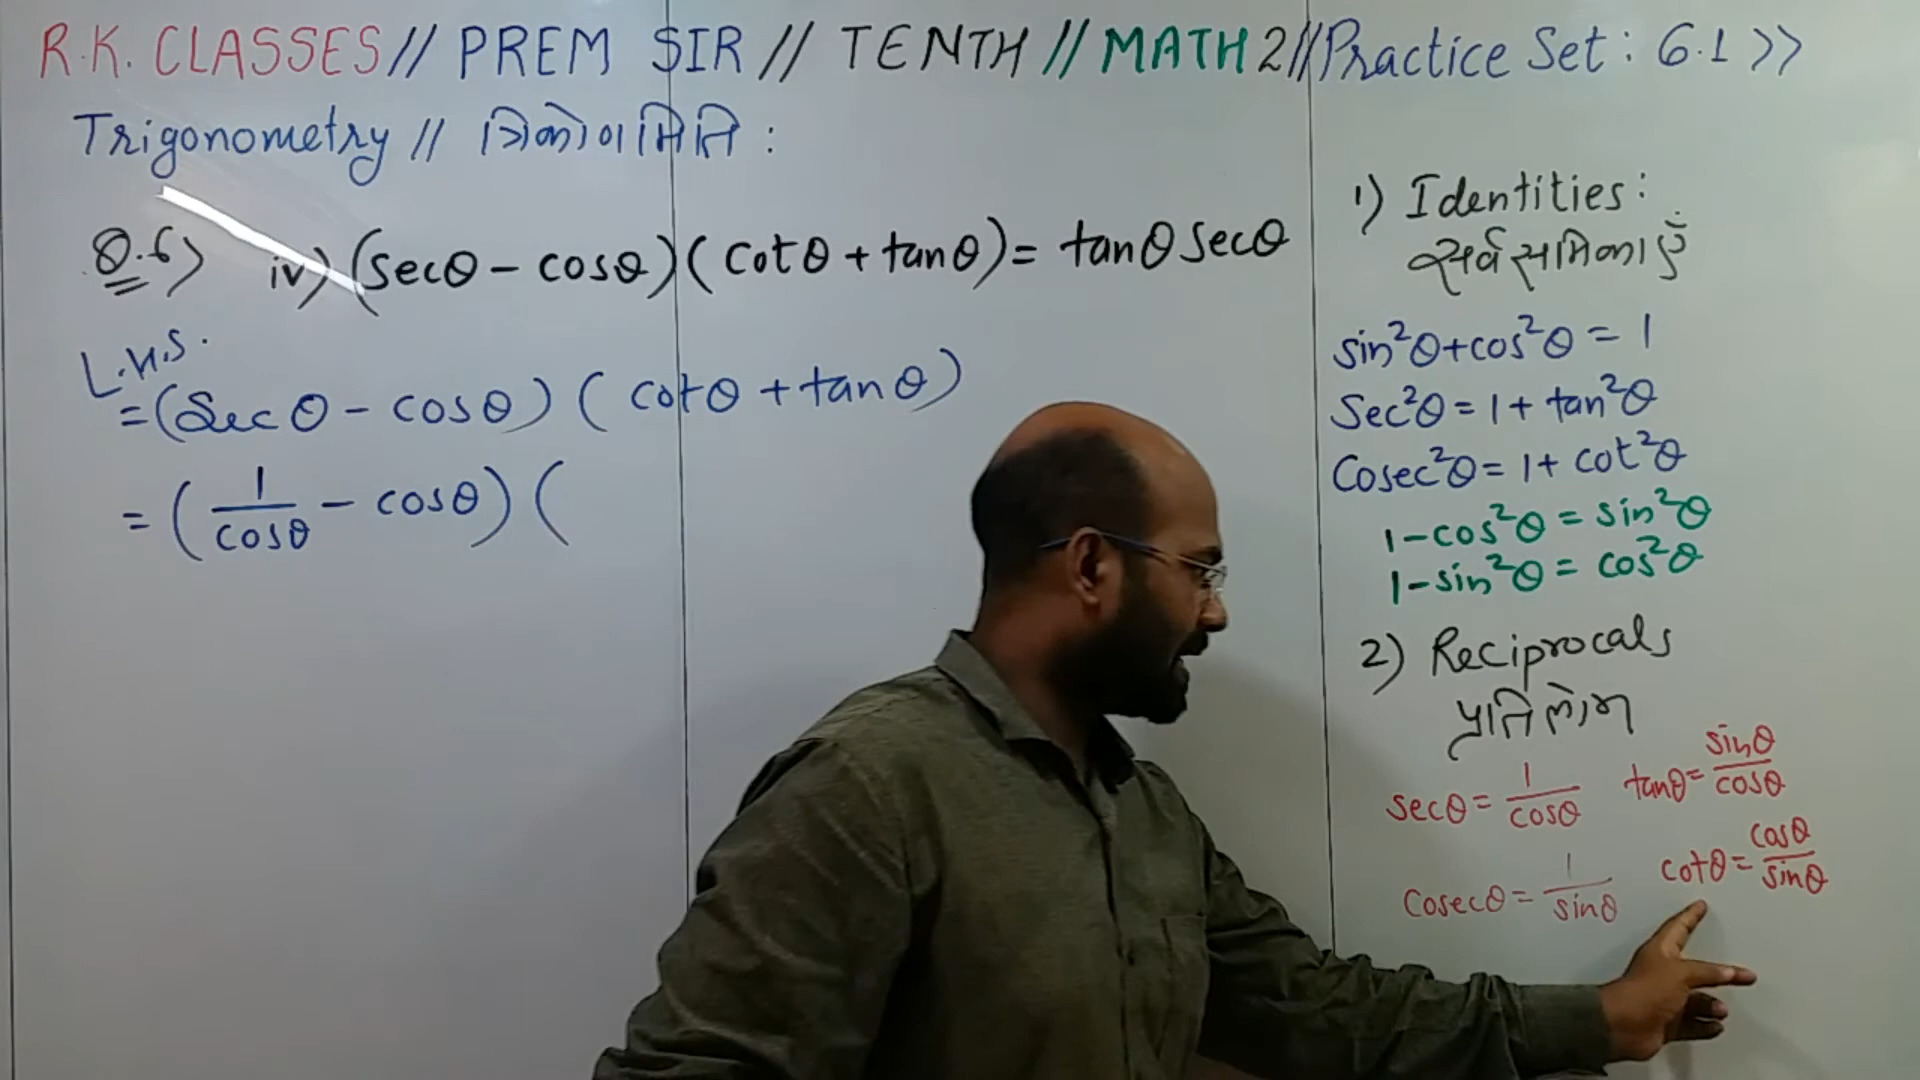 R.K. CLASSES // PREM SIR // TENTH // MATH 2 // Practice Set : 6.1 >>
Trigonometry // त्रिकोणमिति :
Q.6> iv) (secθ - cosθ)(cotθ + tanθ) = tanθ secθ
L.H.S.
= (Sec θ - cosθ) ( cotθ + tan θ)
= ( 1/cosθ - cosθ) (
1) Identities :
सर्वसमिकाएँ
sin²θ+cos²θ = 1
Sec²θ = 1 + tan²θ
Cosec²θ = 1 + cot²θ
1-cos²θ = sin²θ
1-sin²θ = cos²θ
2) Reciprocals
प्रतिलोम
secθ = 1/cosθ tanθ = sinθ/cosθ
cosecθ = 1/sinθ cotθ = cosθ/sinθ